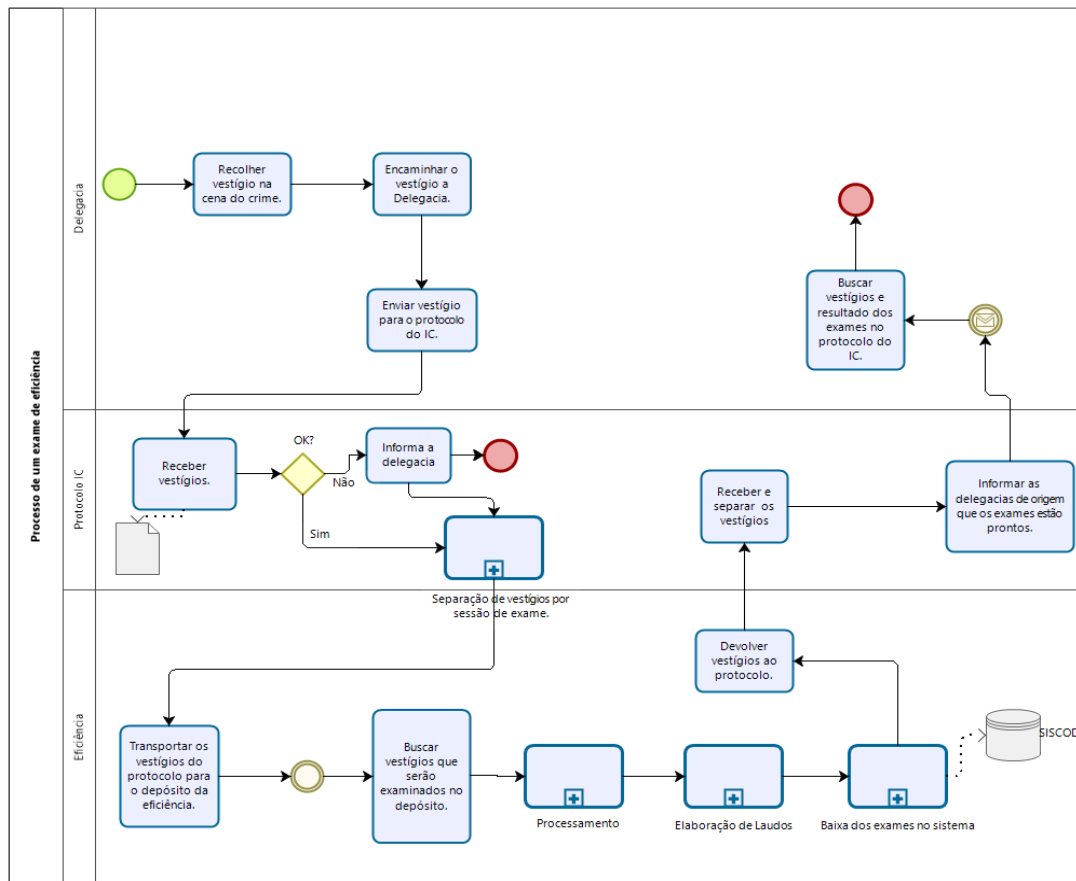 Processo de um exame de eficiência
Delegacia
Recolher
vestígio na
cena do crime.
Encaminhar o
vestígio a
Delegacia.
Enviar vestígio
para o protocolo
do IC.
Buscar
vestígios e
resultado dos
exames no
protocolo do
IC.
Protocolo IC
Receber
vestígios.
OK?
Não
Sim
Informa a
delegacia
Separação de vestígios por
sessão de exame.
Receber e
separar os
vestígios
Informar as
delegacias de origem
que os exames estão
prontos.
Eficiência
Devolver
vestígios ao
protocolo.
Transportar os
vestígios do
protocolo para
o depósito da
eficiência.
Buscar
vestígios que
serão
examinados no
depósito.
Processamento
Elaboração de Laudos
Baixa dos exames no sistema
SISCOD